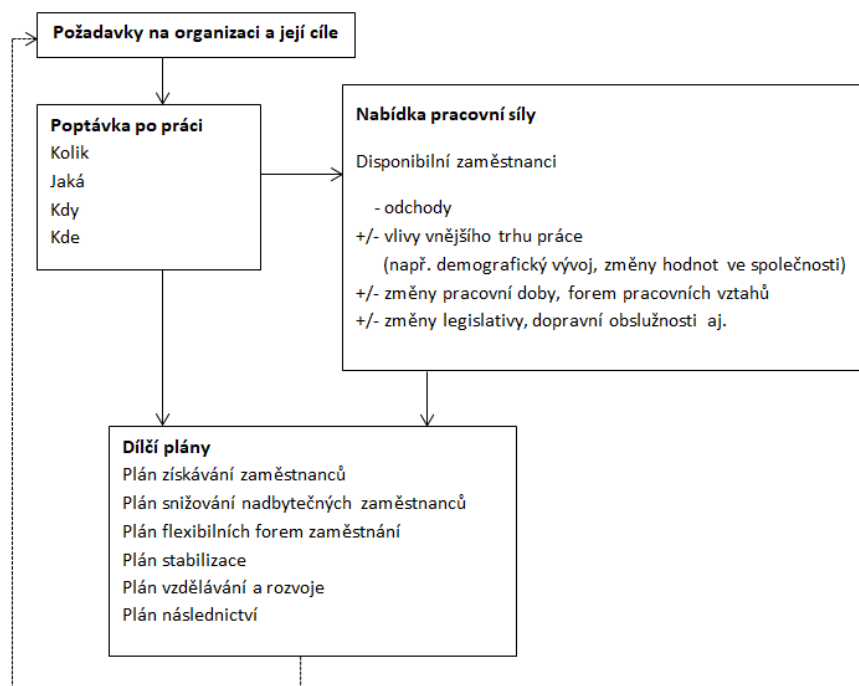 Požadavky na organizaci a její cíle
Poptávka po práci
Kolik
Jaká
Kdy
Kde
Nabídka pracovní síly
Disponibilní zaměstnanci
- odchody
+/- vlivy vnějšího trhu práce
(např. demografický vývoj, změny hodnot ve společnosti)
+/- změny pracovní doby, forem pracovních vztahů
+/- změny legislativy, dopravní obslužnosti aj.
Dílčí plány
Plán získávání zaměstnanců
Plán snižování nadbytečných zaměstnanců
Plán flexibilních forem zaměstnání
Plán stabilizace
Plán vzdělávání a rozvoje
Plán následnictví